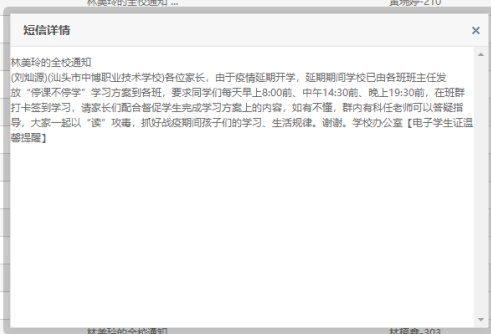 林美玲的全校通知 ...
短信详情
×
林美玲的全校通知
(刘灿源)(汕头市中博职业技术学校)各位家长，由于疫情延期开学，延期期间学校已由各班班主任发
放“停课不停学”学习方案到各班，要求同学们每天早上8:00前、中午14:30前、晚上19:30前，在班群
打卡签到学习，请家长们配合督促学生完成学习方案上的内容，如有不懂，群内有科任老师可以答疑指
导，大家一起以“读”攻毒，抓好战疫期间孩子们的学习、生活规律。谢谢。学校办公室【电子学生证温
馨提醒】
林美玲的全校通知